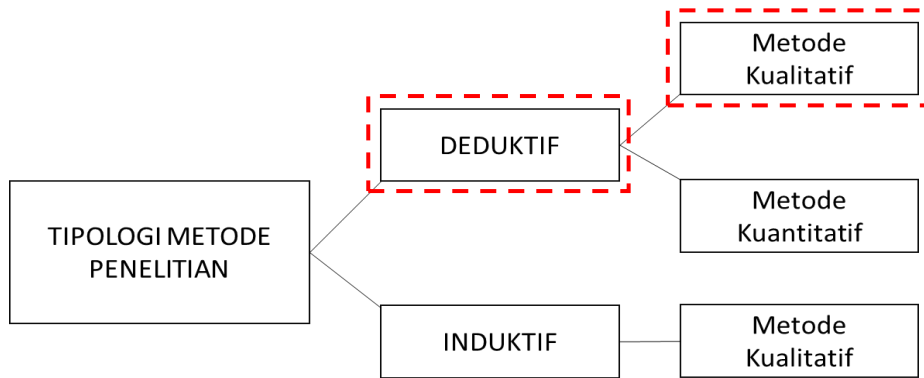 TIPOLOGI METODE
PENELITIAN
DEDUKTIF
Metode
Kualitatif
Metode
Kuantitatif
INDUKTIF
Metode
Kualitatif